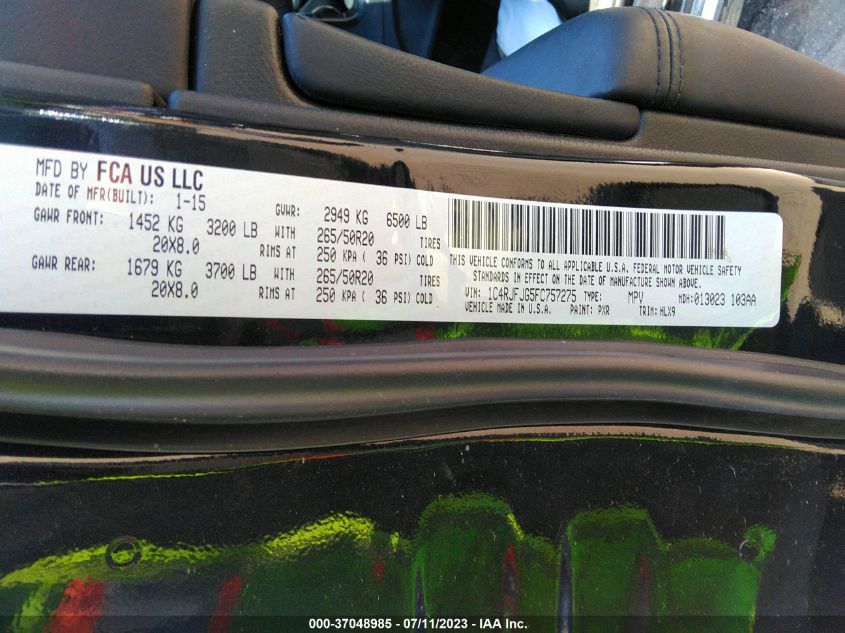 MFD BY FCA US LLC
DATE OF MFR(BUILT): 1-15 GVWR: 2949 KG 6500 LB
GAWR FRONT: 1452 KG 3200 LB WITH 265/50R20 TIRES
20X8.0 RIMS AT 250 KPA ( 36 PSI) COLD
GAWR REAR: 1679 KG 3700 LB WITH 265/50R20 TIRES
20X8.0 RIMS AT 250 KPA ( 36 PSI) COLD
THIS VEHICLE CONFORMS TO ALL APPLICABLE U.S.A. FEDERAL MOTOR VEHICLE SAFETY
STANDARDS IN EFFECT ON THE DATE OF MANUFACTURE SHOWN ABOVE.
VIN: 1C4RJFJG5FC757275 TYPE: MPV MDH:013023 103AA
VEHICLE MADE IN U.S.A. PAINT: PXR TRIM:HLX9
000-37048985 - 07/11/2023 - IAA Inc.